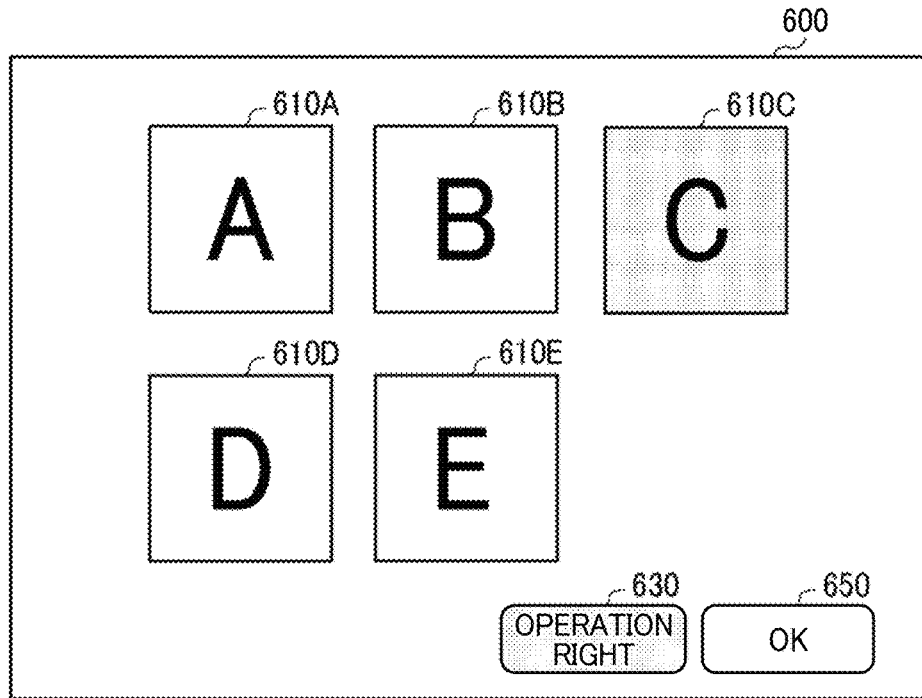 600
610A 610B 610C
A B C
610D 610E
D E
630 650
OPERATION
RIGHT
OK